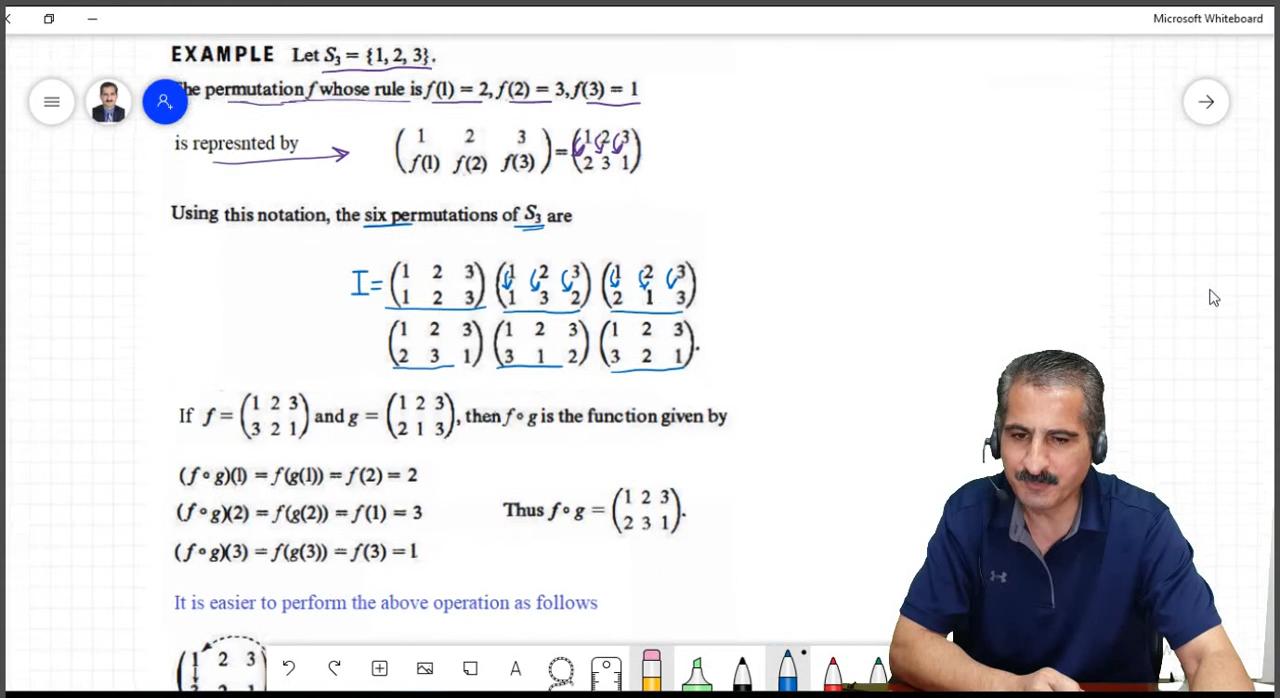 Microsoft Whiteboard
EXAMPLE Let S₃ = {1, 2, 3}.
he permutation f whose rule is f(1) = 2, f(2) = 3, f(3) = 1
is represnted by (1 2 3 / f(1) f(2) f(3)) = (1 2 3 / 2 3 1)
Using this notation, the six permutations of S₃ are
I = (1 2 3 / 1 2 3) (1 2 3 / 1 3 2) (1 2 3 / 2 1 3)
(1 2 3 / 2 3 1) (1 2 3 / 3 1 2) (1 2 3 / 3 2 1).
If f = (1 2 3 / 3 2 1) and g = (1 2 3 / 2 1 3), then f∘g is the function given by
(f∘g)(1) = f(g(1)) = f(2) = 2
(f∘g)(2) = f(g(2)) = f(1) = 3
(f∘g)(3) = f(g(3)) = f(3) = 1
Thus f∘g = (1 2 3 / 2 3 1).
It is easier to perform the above operation as follows
1 2 3